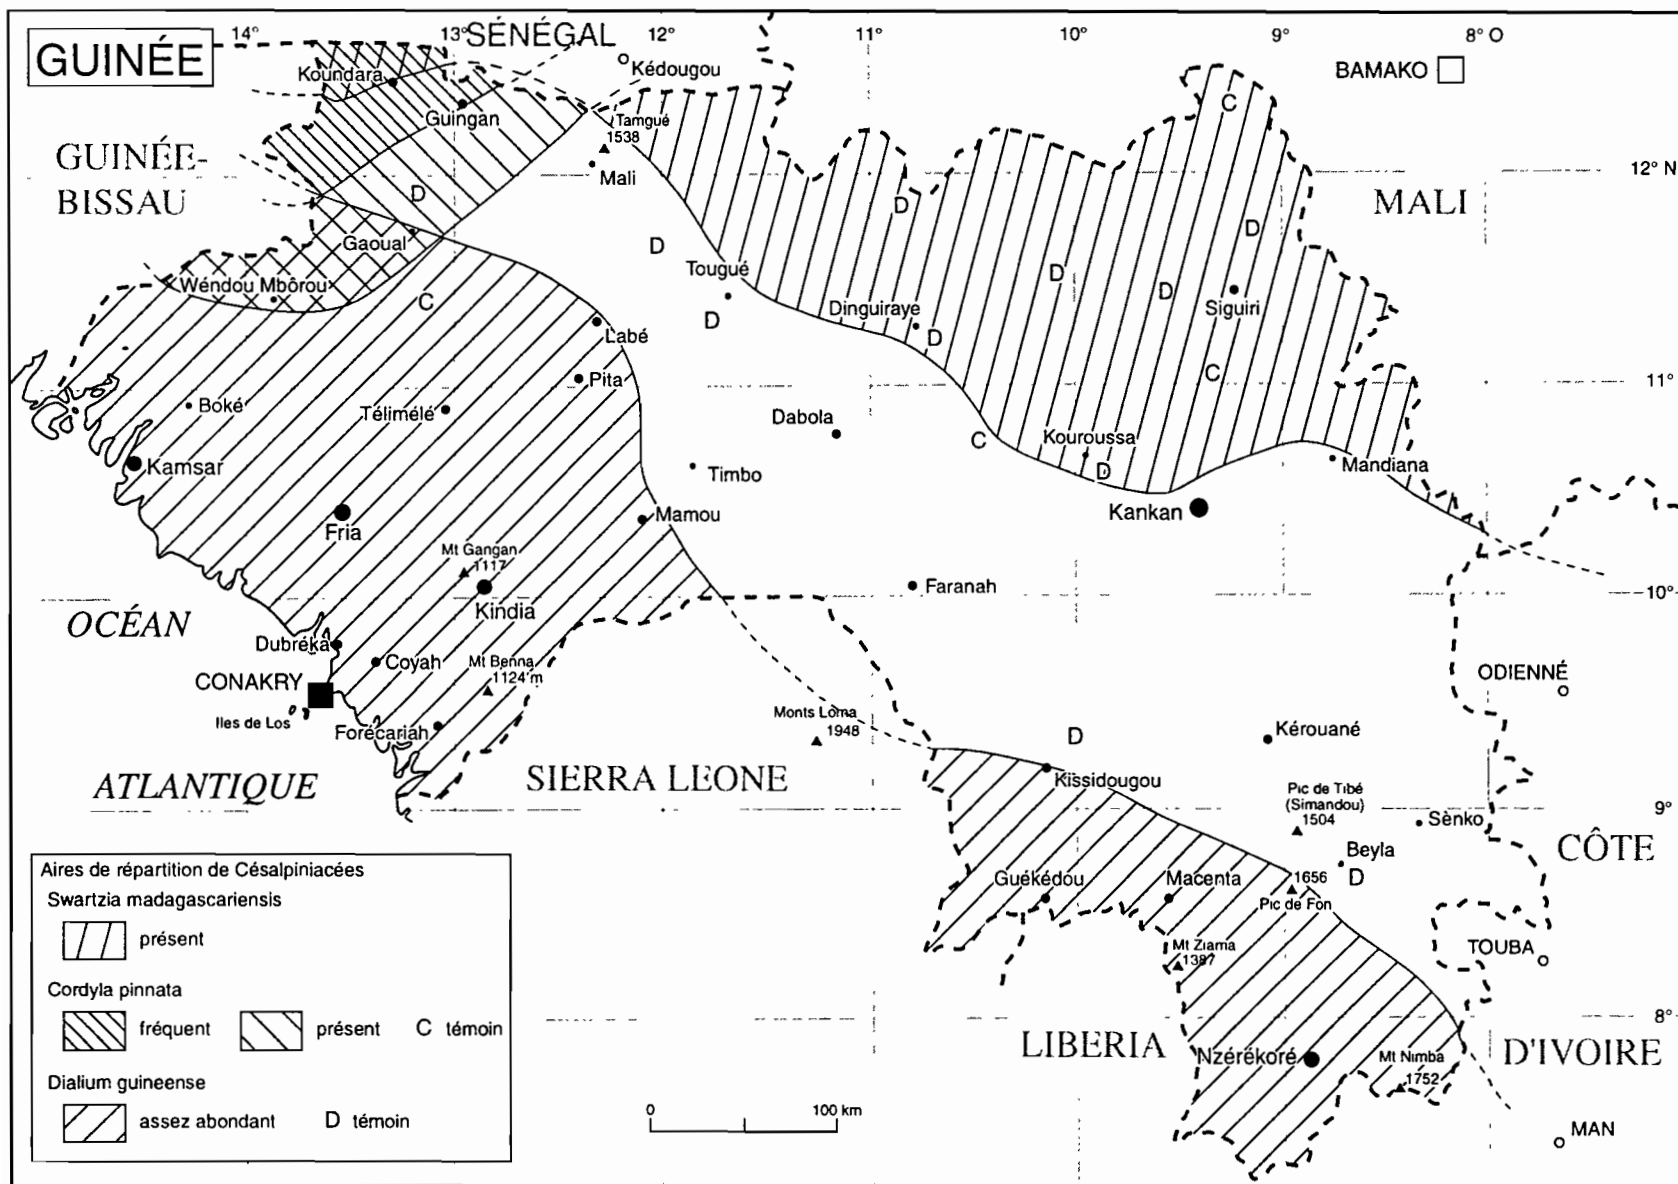 GUINÉE
14°
13°
SÉNÉGAL
12°
11°
10°
9°
8° O
Kédougou
BAMAKO
Koundara
C
Guingan
Tamgué
1538
GUINÉE-
BISSAU
Mali
12° N
D
MALI
D
D
Gaoual
D
Tougué
D
D
Wéndou Mbôrou
C
Siguiri
Dinguiraye
D
D
Labé
Pita
C
11°
Boké
Télimélé
Dabola
C
Kouroussa
D
Mandiana
Kamsar
Timbo
Kankan
Fria
Mamou
Mt Gangan
1117
Kindia
Faranah
10°
OCÉAN
Dubréka
Coyah
Mt Benna
1124 m
CONAKRY
Iles de Los
Forécariah
ODIENNÉ
Monts Loma
1948
D
Kérouané
ATLANTIQUE
SIERRA LEONE
Kissidougou
Pic de Tibé
(Simandou)
1504
Sènko
9°
CÔTE
Beyla
D
Guékédou
Macenta
1656
Pic de Fon
Mt Ziama
1387
TOUBA
8°
LIBERIA
Nzérékoré
Mt Nimba
1752
D'IVOIRE
MAN
Aires de répartition de Césalpiniacées
Swartzia madagascariensis
présent
Cordyla pinnata
fréquent présent C témoin
Dialium guineense
assez abondant D témoin
0 100 km